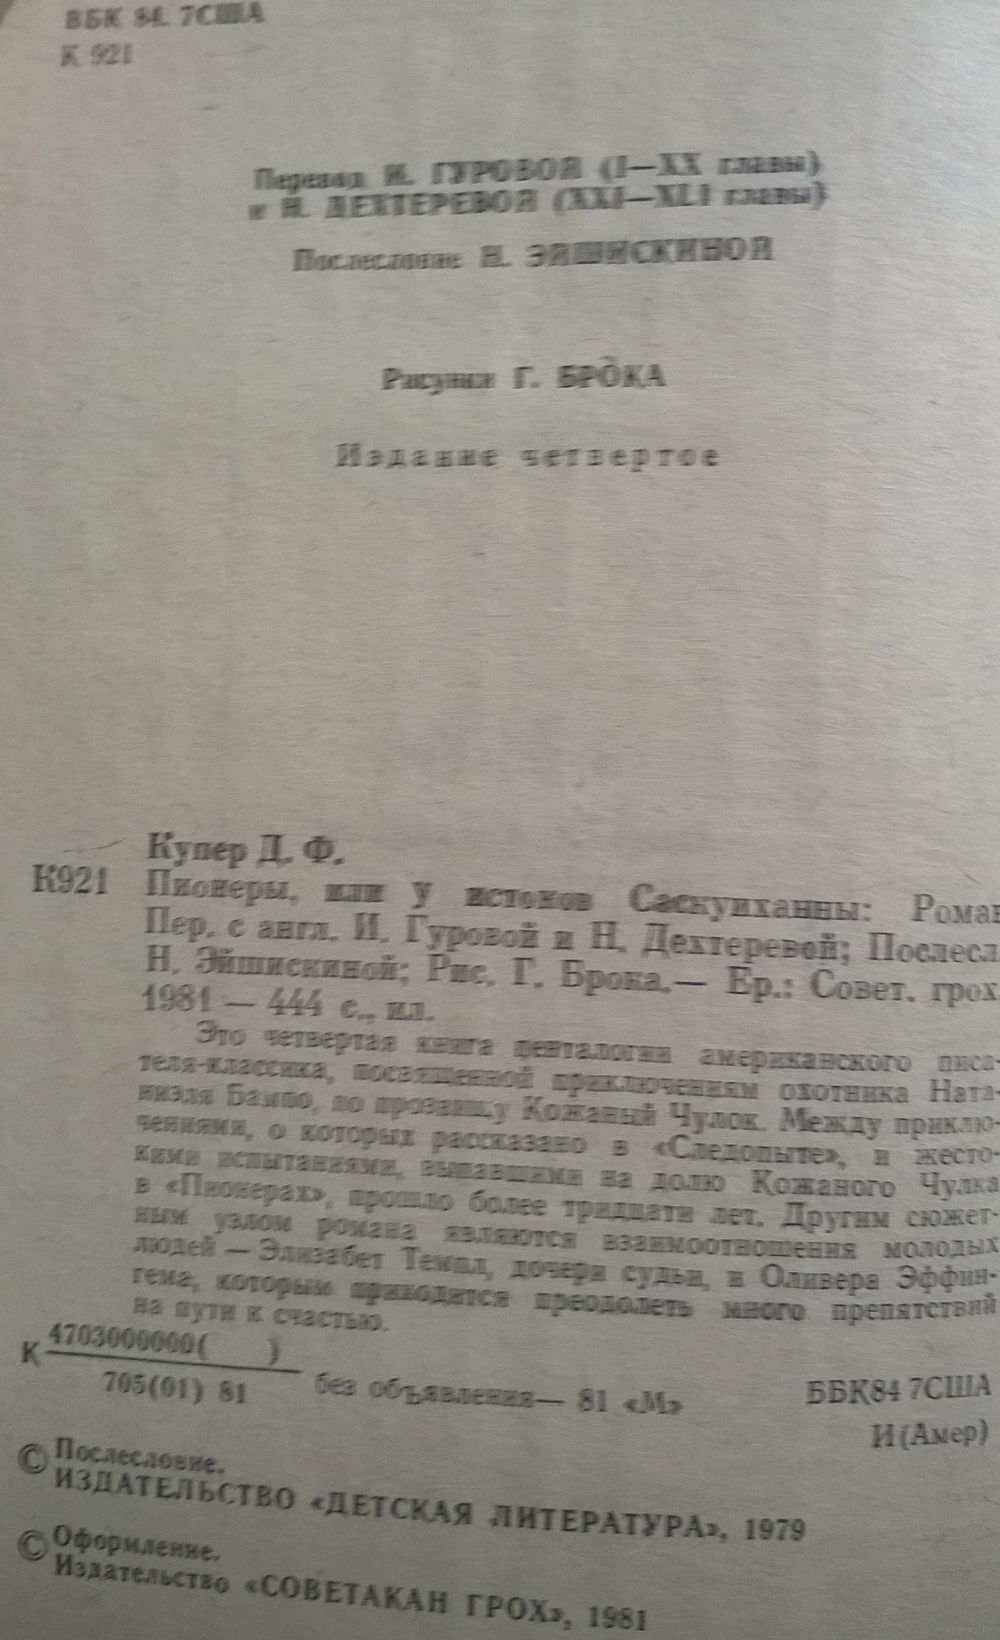 ББК 84. 7США
К 921
Перевод И. ГУРОВОЙ (I—XX главы)
и Н. ДЕХТЕРЕВОЙ (XXI—XLI главы)
Послесловие Н. ЭЙШИСКИНОЙ
Рисунки Г. БРОКА
Издание четвертое
Купер Д. Ф.
К921 Пионеры, или У истоков Саскуиханны: Роман
Пер. с англ. И. Гуровой и Н. Дехтеревой; Послесл.
Н. Эйшискиной; Рис. Г. Брока.— Ер.: Совет. грох
1981 — 444 с., ил.
Это четвертая книга пенталогии американского писа-
теля-классика, посвященной приключениям охотника Ната-
ниэля Бампо, по прозвищу Кожаный Чулок. Между приклю-
чениями, о которых рассказано в «Следопыте», и жесто-
кими испытаниями, выпавшими на долю Кожаного Чулка
в «Пионерах», прошло более тридцати лет. Другим сюжет-
ным узлом романа являются взаимоотношения молодых
людей — Элизабет Темпл, дочери судьи, и Оливера Эффин-
гема, которым приходится преодолеть много препятствий
на пути к счастью.
К 4703000000( )
705(01) 81 без объявления— 81 «М»
ББК84 7США
И(Амер)
© Послесловие.
ИЗДАТЕЛЬСТВО «ДЕТСКАЯ ЛИТЕРАТУРА», 1979
© Оформление.
Издательство «СОВЕТАКАН ГРОХ», 1981